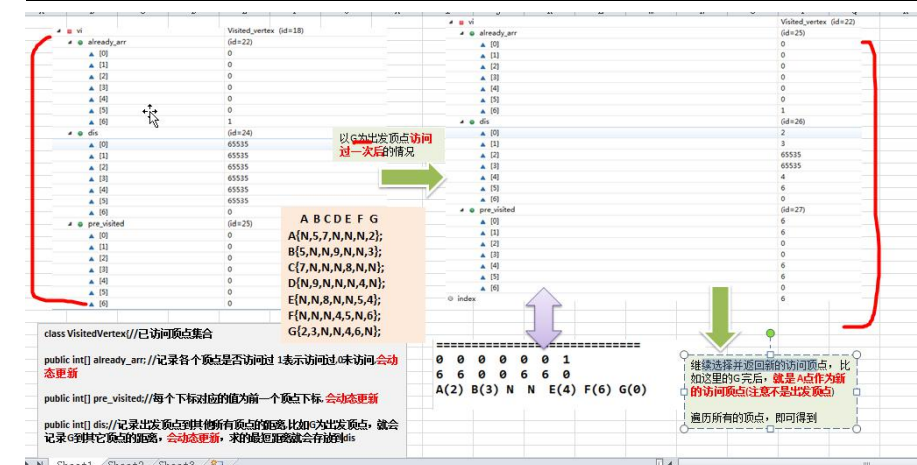 vi Visited_vertex (id=18)
already_arr (id=22)
[0] 0
[1] 0
[2] 0
[3] 0
[4] 0
[5] 0
[6] 1
dis (id=24)
[0] 65535
[1] 65535
[2] 65535
[3] 65535
[4] 65535
[5] 65535
[6] 0
pre_visited (id=25)
[0] 0
[1] 0
[2] 0
[3] 0
[4] 0
[5] 0
[6] 0
以G为出发顶点访问
过一次后的情况
A B C D E F G
A{N,5,7,N,N,N,2};
B{5,N,N,9,N,N,3};
C{7,N,N,N,8,N,N};
D{N,9,N,N,N,4,N};
E{N,N,8,N,N,5,4};
F{N,N,N,4,5,N,6};
G{2,3,N,N,4,6,N};
vi Visited_vertex (id=22)
already_arr (id=25)
[0] 0
[1] 0
[2] 0
[3] 0
[4] 0
[5] 0
[6] 1
dis (id=26)
[0] 2
[1] 3
[2] 65535
[3] 65535
[4] 4
[5] 6
[6] 0
pre_visited (id=27)
[0] 6
[1] 6
[2] 0
[3] 0
[4] 6
[5] 6
[6] 0
index 6
class VisitedVertex{//已访问顶点集合
public int[] already_arr;//记录各个顶点是否访问过 1表示访问过,0未访问,会动
态更新
public int[] pre_visited;//每个下标对应的值为前一个顶点下标, 会动态更新
public int[] dis;//记录出发顶点到其他所有顶点的距离,比如G为出发顶点，就会
记录G到其它顶点的距离，会动态更新，求的最短距离就会存放到dis
==================================
0 0 0 0 0 0 1
6 6 0 0 6 6 0
A(2) B(3) N N E(4) F(6) G(0)
继续选择并返回新的访问顶点，比
如这里的G完后，就是 A点作为新
的访问顶点(注意不是出发顶点)
遍历所有的顶点，即可得到
Sheet1 Sheet2 Sheet3